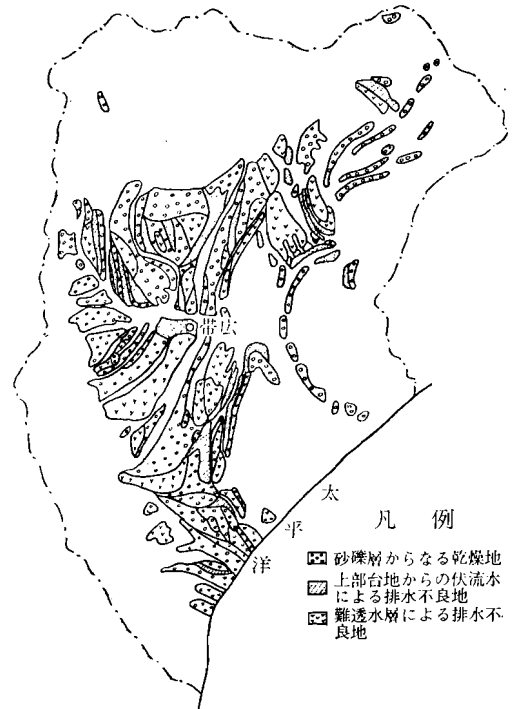 帯広
太
平
洋
凡 例
砂礫層からなる乾燥地
上部台地からの伏流水
による排水不良地
難透水層による排水不
良地